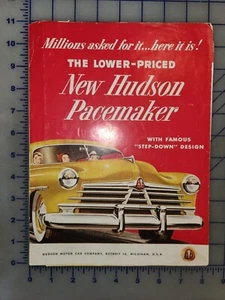 Millions asked for it...here it is!
THE LOWER-PRICED
New Hudson
Pacemaker
WITH FAMOUS
"STEP-DOWN" DESIGN
HUDSON MOTOR CAR COMPANY, DETROIT 14, MICHIGAN, U.S.A.